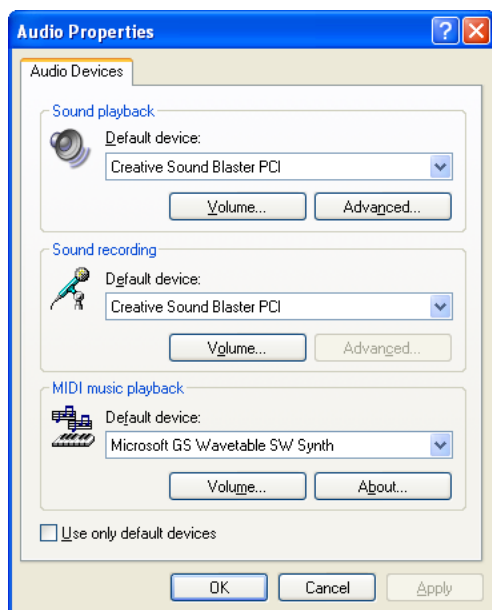 Audio Properties
Audio Devices
Sound playback
Default device:
Creative Sound Blaster PCI
Volume... Advanced...
Sound recording
Default device:
Creative Sound Blaster PCI
Volume... Advanced...
MIDI music playback
Default device:
Microsoft GS Wavetable SW Synth
Volume... About...
Use only default devices
OK Cancel Apply